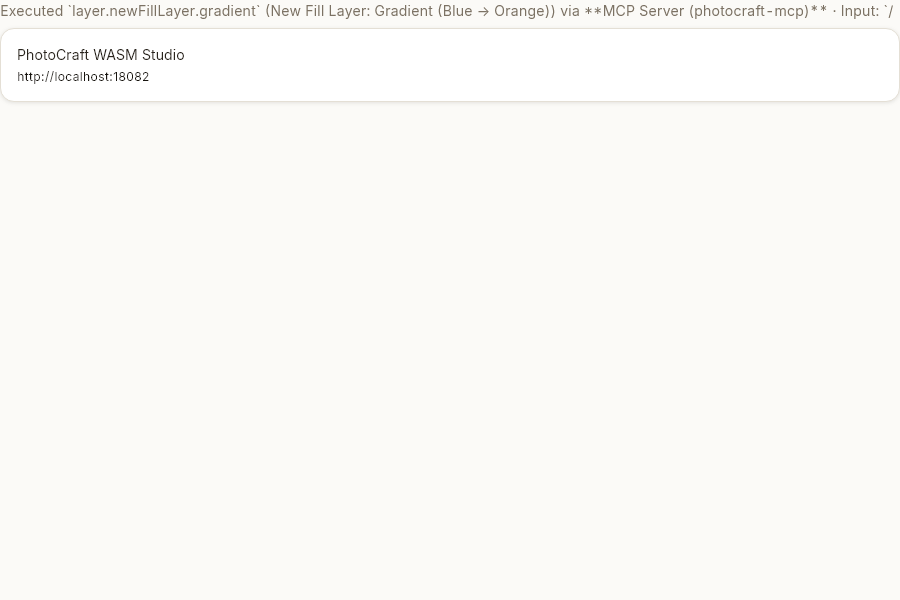 Executed `layer.newFillLayer.gradient` (New Fill Layer: Gradient (Blue → Orange)) via **MCP Server (photocraft-mcp)** · Input: `/
PhotoCraft WASM Studio
http://localhost:18082